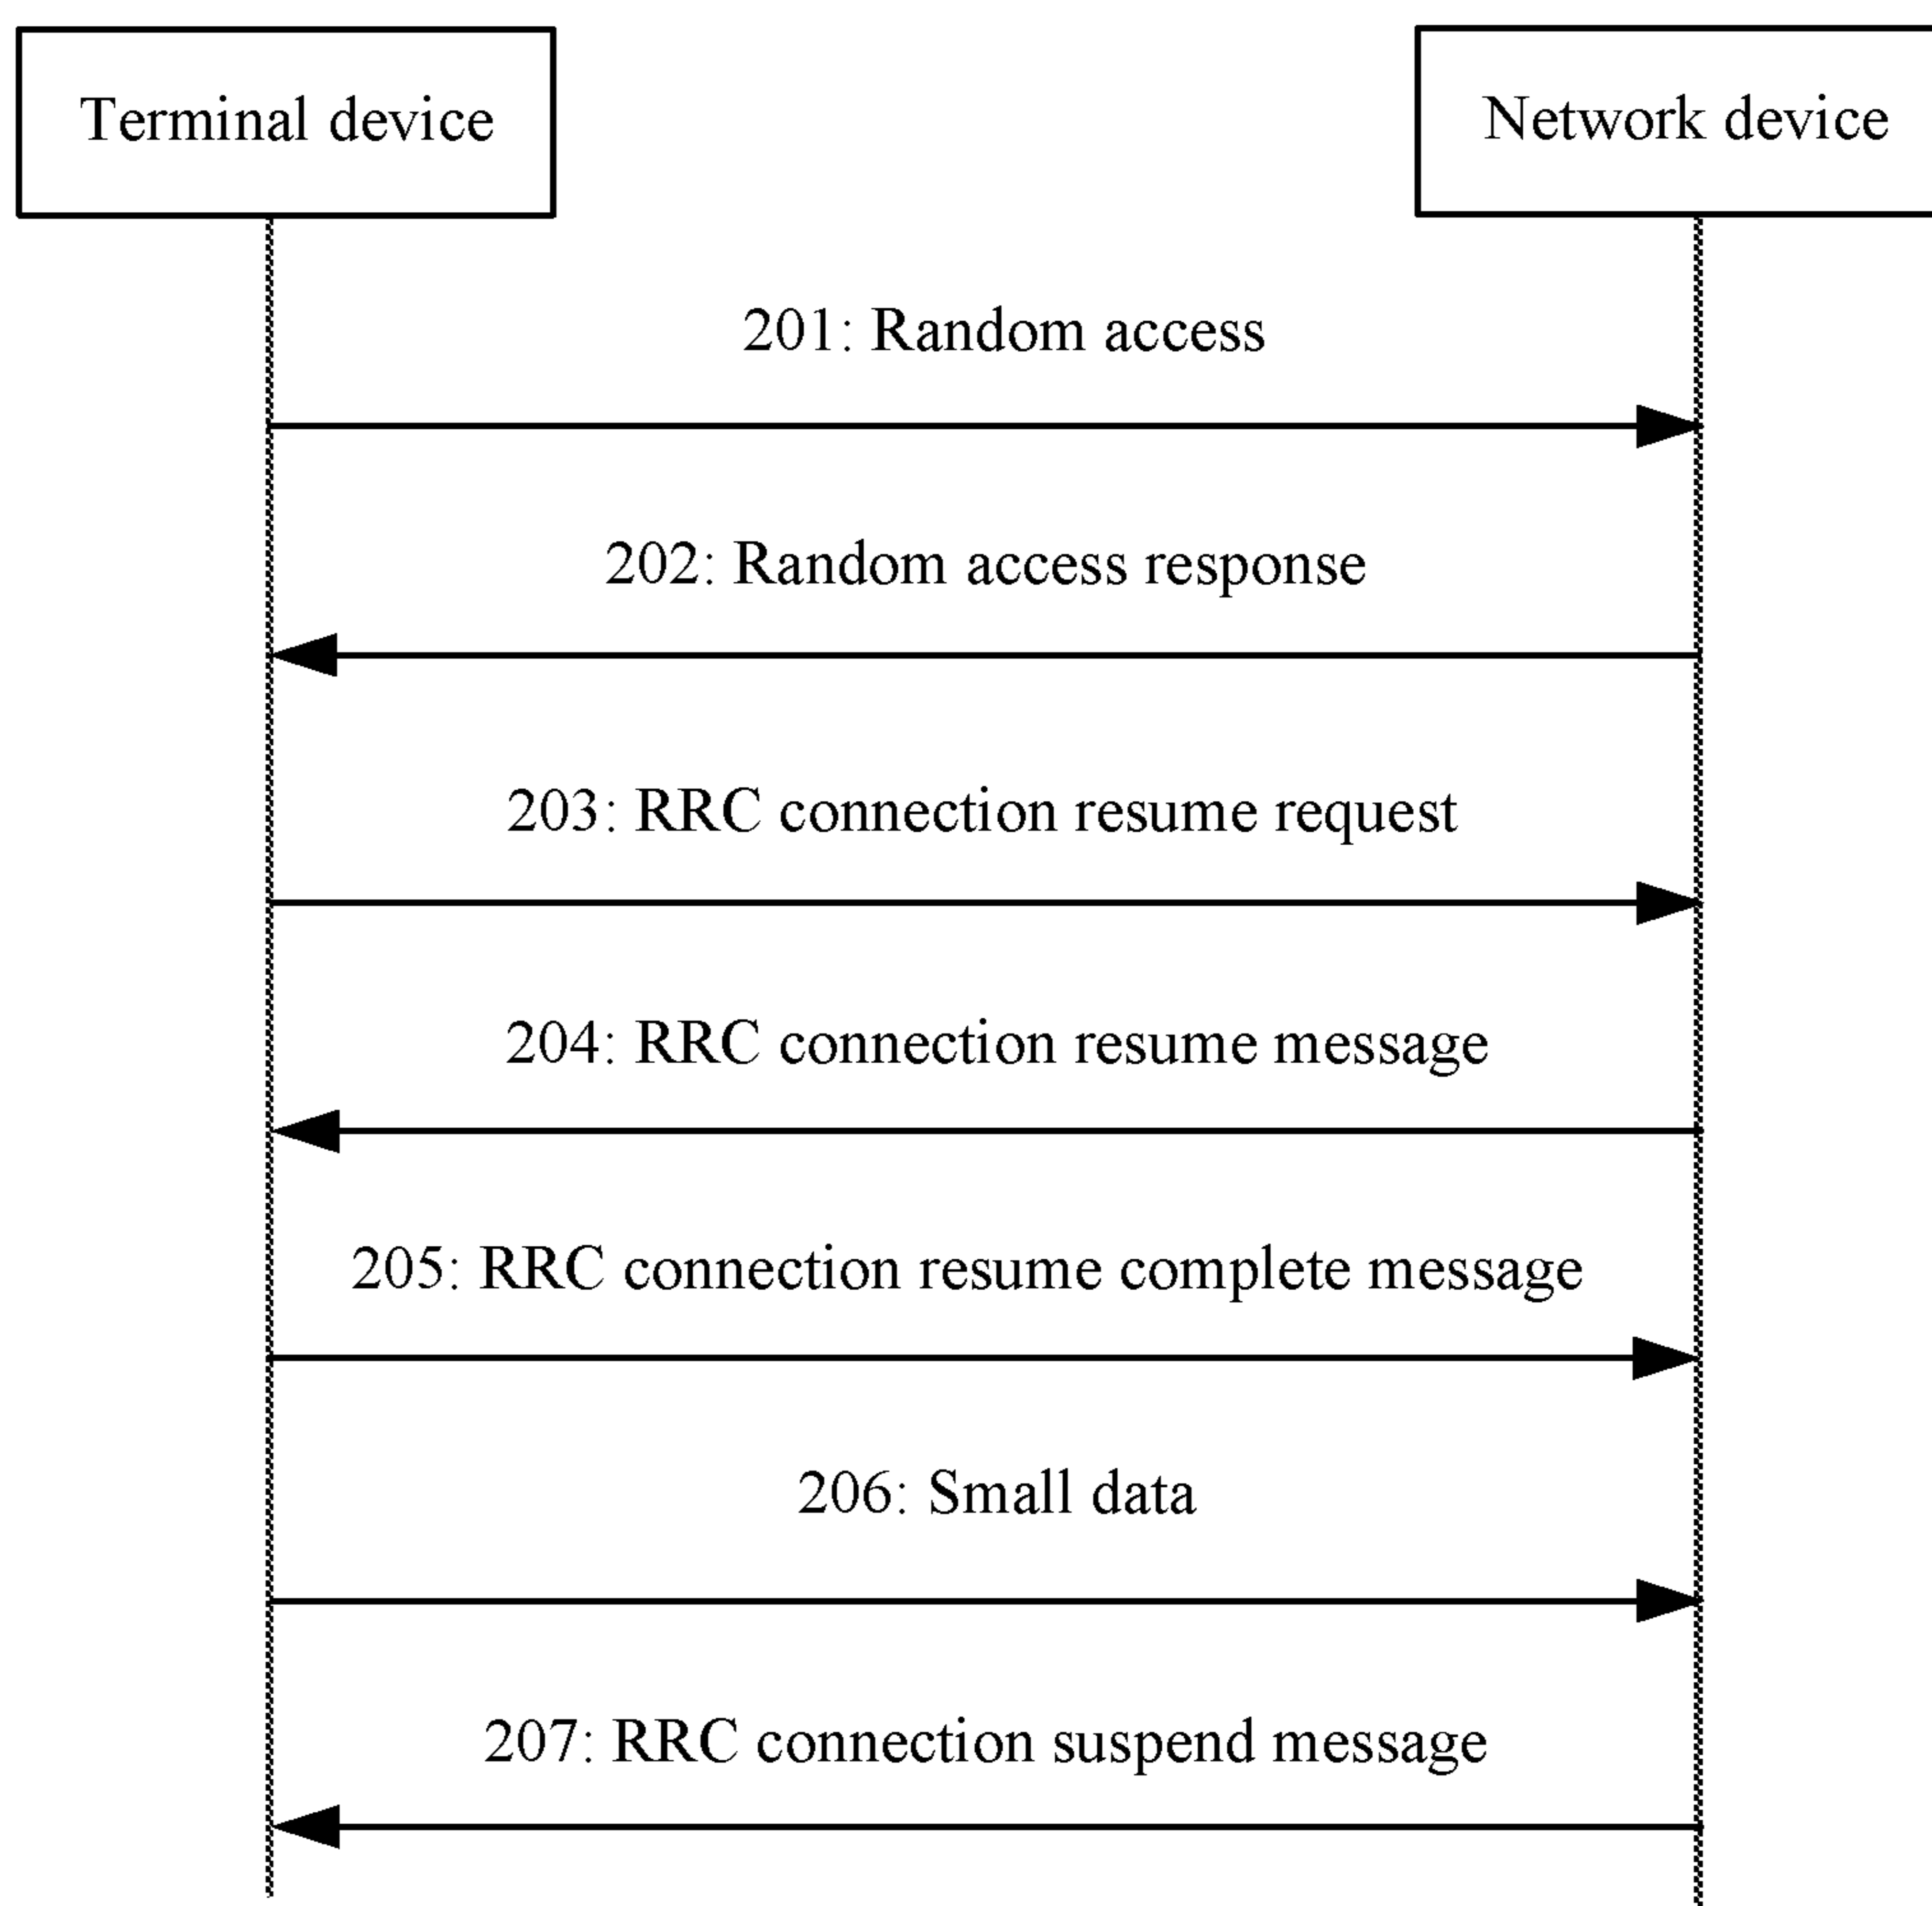 Terminal device
Network device
201: Random access
202: Random access response
203: RRC connection resume request
204: RRC connection resume message
205: RRC connection resume complete message
206: Small data
207: RRC connection suspend message